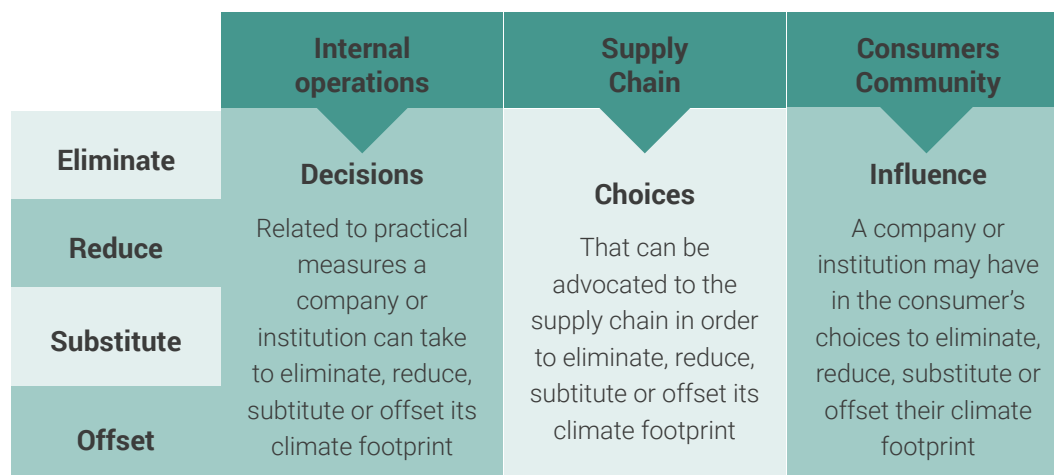 Internal
operations
Supply
Chain
Consumers
Community
Eliminate
Reduce
Substitute
Offset
Decisions
Related to practical
measures a
company or
institution can take
to eliminate, reduce,
subtitute or offset its
climate footprint
Choices
That can be
advocated to the
supply chain in order
to eliminate, reduce,
subtitute or offset its
climate footprint
Influence
A company or
institution may have
in the consumer’s
choices to eliminate,
reduce, substitute or
offset their climate
footprint